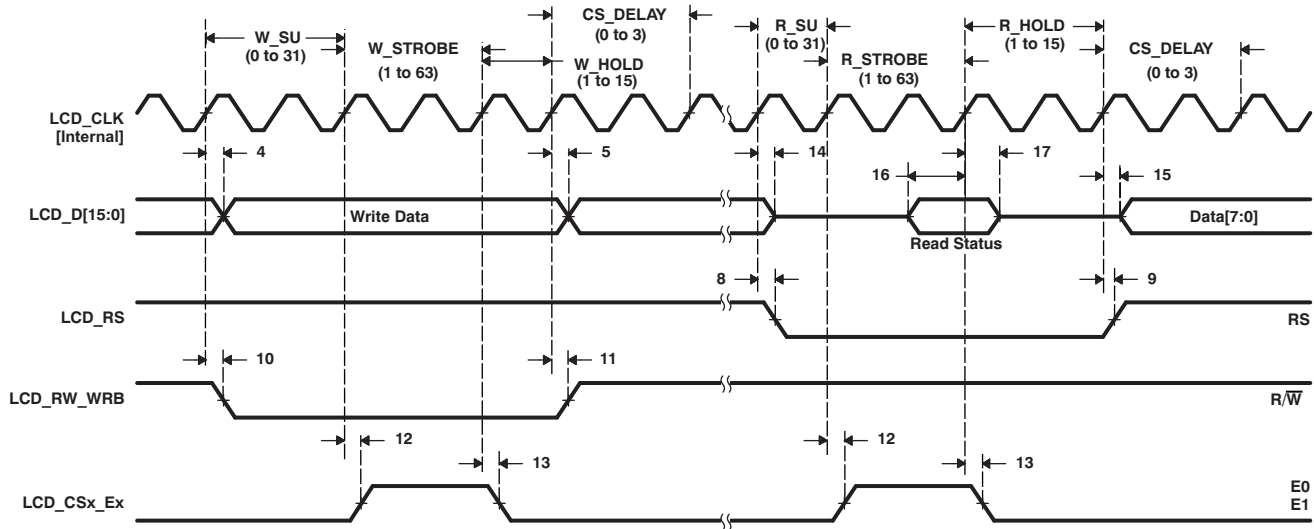 CS_DELAY
(0 to 3)
W_SU
(0 to 31)
W_STROBE
(1 to 63)
W_HOLD
(1 to 15)
R_SU
(0 to 31)
R_STROBE
(1 to 63)
R_HOLD
(1 to 15)
CS_DELAY
(0 to 3)
LCD_CLK
[Internal]
4
5
14
16
17
15
LCD_D[15:0]
Write Data
Read Status
Data[7:0]
8
9
LCD_RS
RS
10
11
LCD_RW_WRB
R/W̅
12
13
12
13
LCD_CSx_Ex
E0
E1